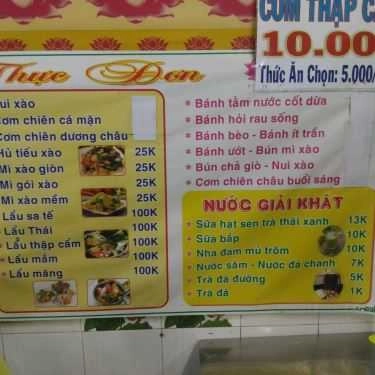 CƠM THẬP C
10.00
Thức Ăn Chọn: 5.000/
Thực Đơn
ui xào
Cơm chiên cá mặn
Cơm chiên dương châu
Hủ tiếu xào 25K
Mì xào giòn 25K
Mì gói xào 25K
Mì xào mềm 25K
Lẩu sa tế 100K
Lẩu Thái 100K
Lẩu thập cẩm 100K
Lẩu mắm 100K
Lẩu măng 100K
Bánh tằm nước cốt dừa
Bánh hỏi rau sống
Bánh bèo - Bánh ít trần
Bánh ướt - Bún mì xào
Bún chả giò - Nui xào
Cơm chiên châu buổi sáng
NƯỚC GIẢI KHÁT
Sữa hạt sen trà thái xanh 13K
Sữa bắp 10K
Nha đam mủ trôm 10K
Nước sâm - Nước đá chanh 7K
Trà đá đường 5K
Trà đá 1K